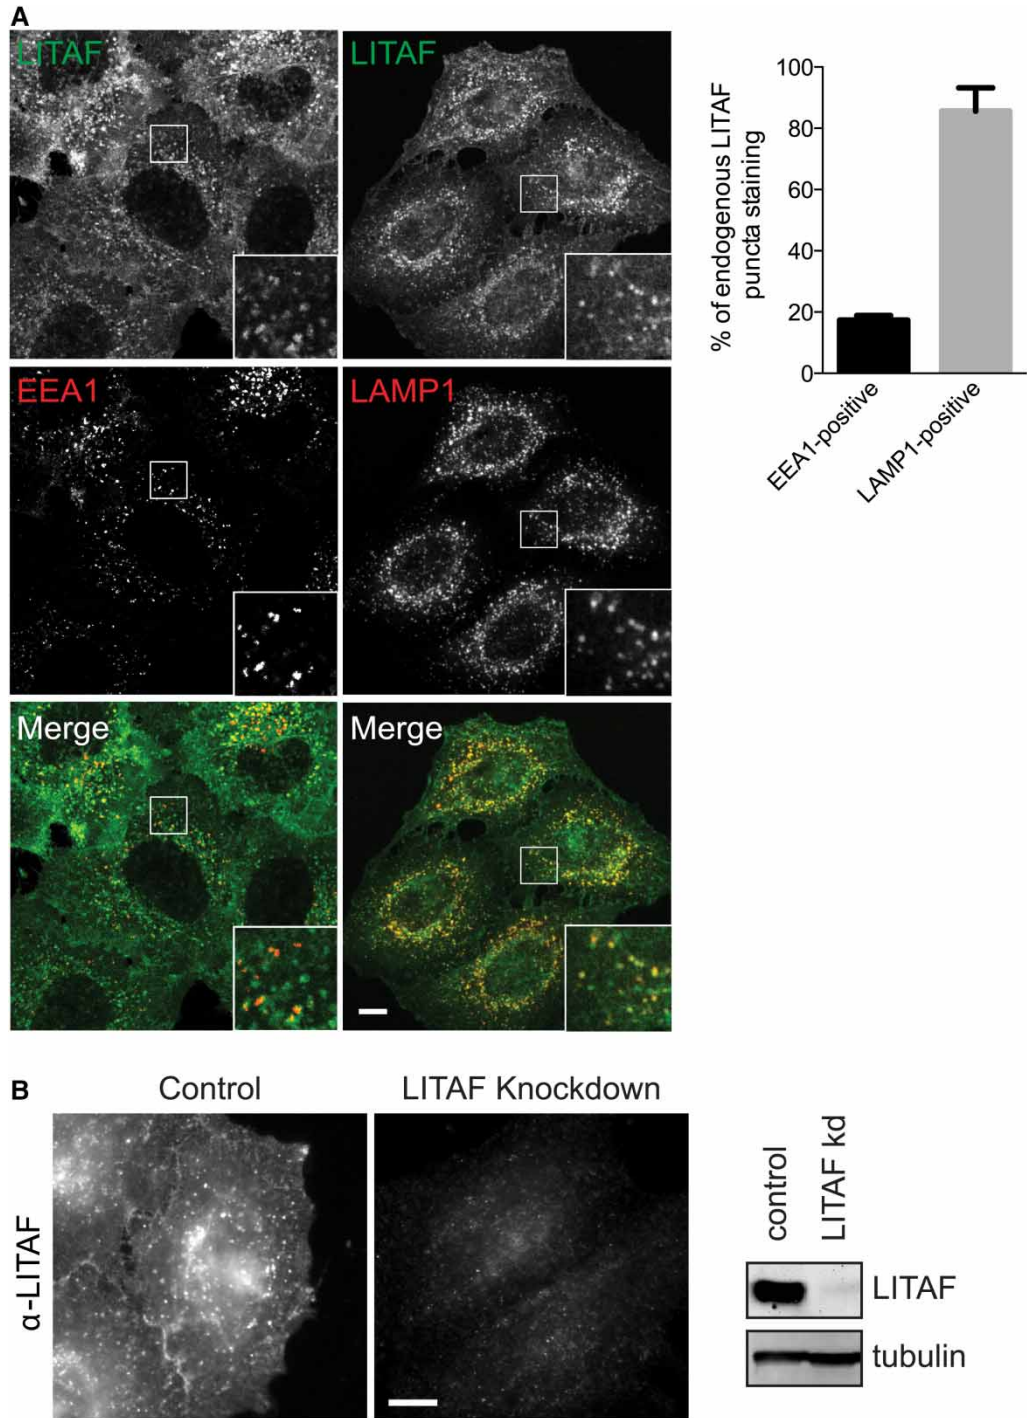 A
LITAF
LITAF
EEA1
LAMP1
Merge
Merge
% of endogenous LITAF
puncta staining
100
80
60
40
20
0
EEA1-positive
LAMP1-positive
B
Control
LITAF Knockdown
α-LITAF
control
LITAF kd
LITAF
tubulin